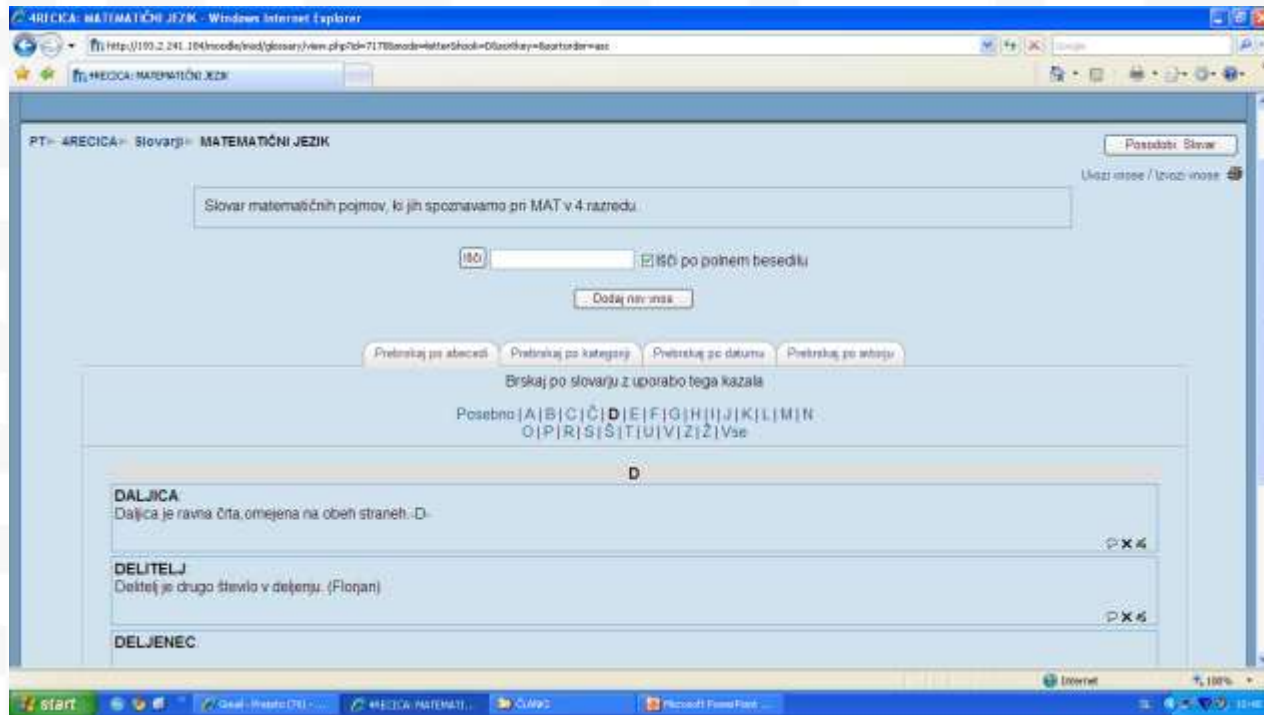 4RECICA: MATEMATIČNI JEZIK - Windows Internet Explorer
4RECICA: MATEMATIČNI JEZIK
PT► 4RECICA► Slovarji► MATEMATIČNI JEZIK
Posodobi Slovar
Uvozi vnose / Izvozi vnose
Slovar matematičnih pojmov, ki jih spoznavamo pri MAT v 4.razredu.
Išči
Išči po polnem besedilu
Dodaj nov vnos
Prebrskaj po abecedi Prebrskaj po kategoriji Prebrskaj po datumu Prebrskaj po avtorju
Brskaj po slovarju z uporabo tega kazala
Posebno | A | B | C | Č | D | E | F | G | H | I | J | K | L | M | N
O | P | R | S | Š | T | U | V | Z | Ž | Vse
D
DALJICA
Daljica je ravna črta, omejena na obeh straneh. -D-
DELITELJ
Delitelj je drugo število v deljenju. (Florjan)
DELJENEC
Internet 100%
start 4RECICA: MATEMATI... Microsoft PowerPoint ...